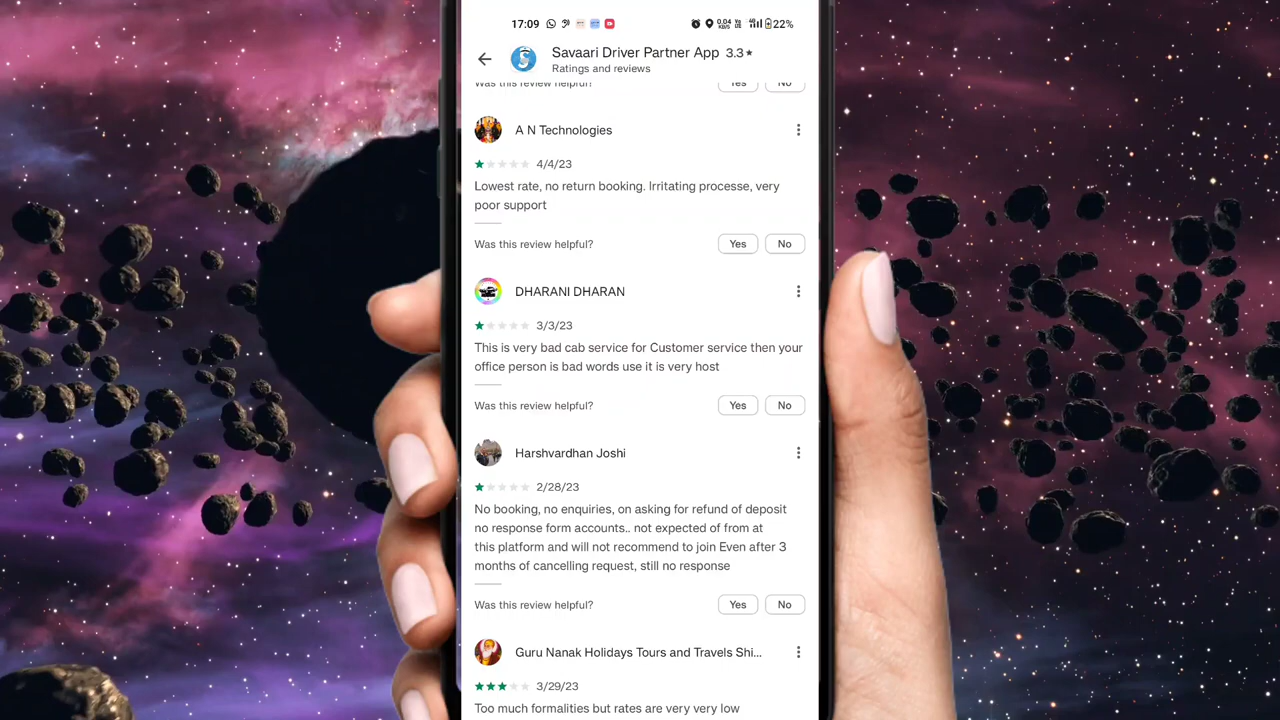 17:09
22%
Savaari Driver Partner App 3.3★
Ratings and reviews
Was this review helpful? Yes No
A N Technologies
4/4/23
Lowest rate, no return booking. Irritating processe, very
poor support
Was this review helpful? Yes No
DHARANI DHARAN
3/3/23
This is very bad cab service for Customer service then your
office person is bad words use it is very host
Was this review helpful? Yes No
Harshvardhan Joshi
2/28/23
No booking, no enquiries, on asking for refund of deposit
no response form accounts.. not expected of from at
this platform and will not recommend to join Even after 3
months of cancelling request, still no response
Was this review helpful? Yes No
Guru Nanak Holidays Tours and Travels Shi...
3/29/23
Too much formalities but rates are very very low